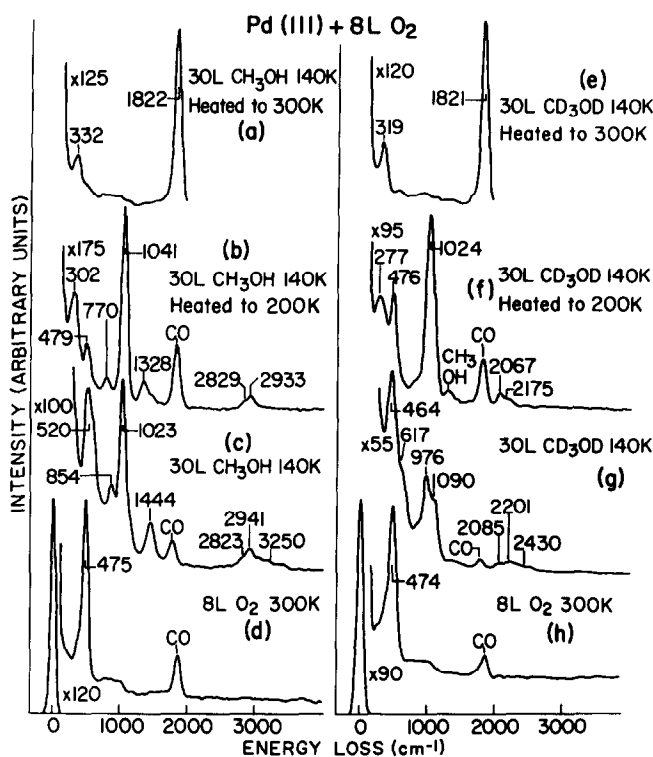 Pd (III) + 8L O2
x125
30L CH3OH 140K
Heated to 300K
(a)
1822
332
x175
302
1041
(b)
30L CH3OH 140K
Heated to 200K
770
479
CO
1328
2829
2933
x100
520
1023
(c)
30L CH3OH 140K
854
1444
CO
2941
2823
3250
475
8L O2 300K
(d)
CO
x120
0
1000
2000
3000
x120
(e)
1821
30L CD3OD 140K
Heated to 300K
319
x95
277
476
1024
30L CD3OD 140K
(f)
Heated to 200K
CO
CH3
OH
2067
2175
464
x55
617
30L CD3OD 140K
976
(g)
1090
2201
2085
2430
CO
474
8L O2 300K
(h)
CO
x90
0
1000
2000
3000
INTENSITY (ARBITRARY UNITS)
ENERGY LOSS (cm-1)